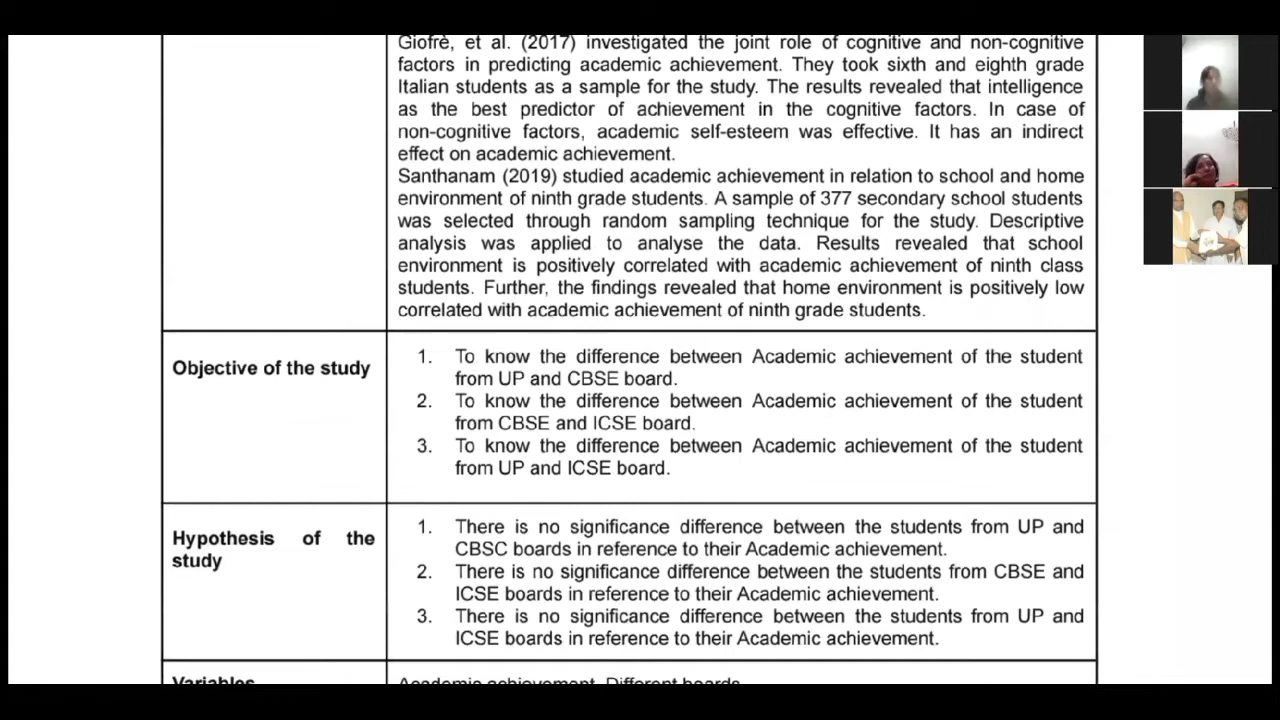 Giofrè, et al. (2017) investigated the joint role of cognitive and non-cognitive
factors in predicting academic achievement. They took sixth and eighth grade
Italian students as a sample for the study. The results revealed that intelligence
as the best predictor of achievement in the cognitive factors. In case of
non-cognitive factors, academic self-esteem was effective. It has an indirect
effect on academic achievement.
Santhanam (2019) studied academic achievement in relation to school and home
environment of ninth grade students. A sample of 377 secondary school students
was selected through random sampling technique for the study. Descriptive
analysis was applied to analyse the data. Results revealed that school
environment is positively correlated with academic achievement of ninth class
students. Further, the findings revealed that home environment is positively low
correlated with academic achievement of ninth grade students.
Objective of the study
1. To know the difference between Academic achievement of the student
from UP and CBSE board.
2. To know the difference between Academic achievement of the student
from CBSE and ICSE board.
3. To know the difference between Academic achievement of the student
from UP and ICSE board.
Hypothesis of the
study
1. There is no significance difference between the students from UP and
CBSC boards in reference to their Academic achievement.
2. There is no significance difference between the students from CBSE and
ICSE boards in reference to their Academic achievement.
3. There is no significance difference between the students from UP and
ICSE boards in reference to their Academic achievement.
Variables
Academic achievement, Different boards